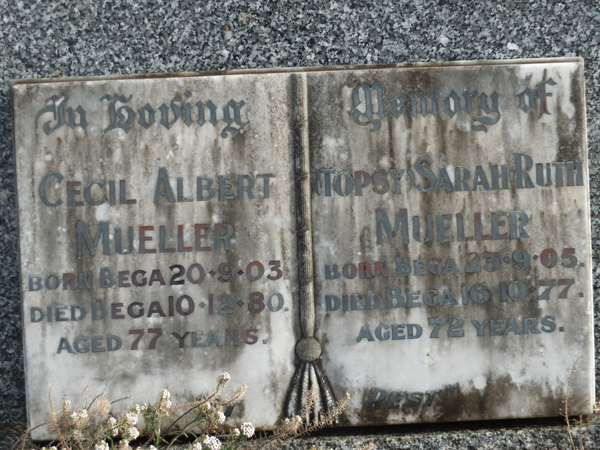 In Loving
CECIL ALBERT
MUELLER
BORN BEGA 20·9·03
DIED BEGA 10·12·80.
AGED 77 YEARS.
Memory of
(TOPSY) SARAH RUTH
MUELLER
BORN BEGA 23·9·05.
DIED BEGA 16·10·77.
AGED 72 YEARS.
REST